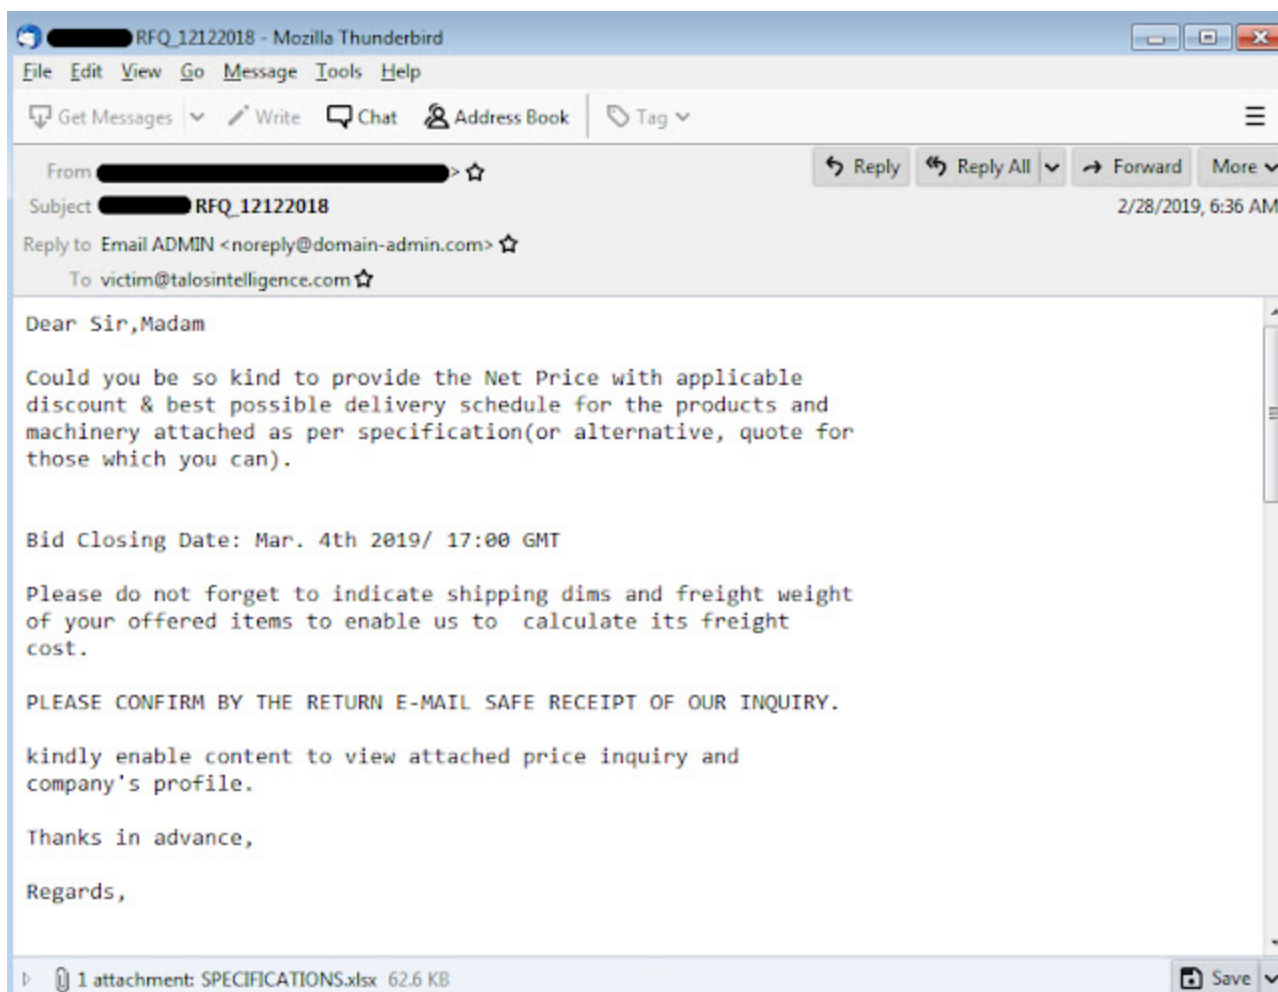 RFQ_12122018 - Mozilla Thunderbird
File Edit View Go Message Tools Help
Get Messages Write Chat Address Book Tag
From > Reply Reply All Forward More
Subject RFQ_12122018 2/28/2019, 6:36 AM
Reply to Email ADMIN <noreply@domain-admin.com>
To victim@talosintelligence.com
Dear Sir,Madam
Could you be so kind to provide the Net Price with applicable
discount & best possible delivery schedule for the products and
machinery attached as per specification(or alternative, quote for
those which you can).
Bid Closing Date: Mar. 4th 2019/ 17:00 GMT
Please do not forget to indicate shipping dims and freight weight
of your offered items to enable us to  calculate its freight
cost.
PLEASE CONFIRM BY THE RETURN E-MAIL SAFE RECEIPT OF OUR INQUIRY.
kindly enable content to view attached price inquiry and
company's profile.
Thanks in advance,
Regards,
1 attachment: SPECIFICATIONS.xlsx 62.6 KB Save